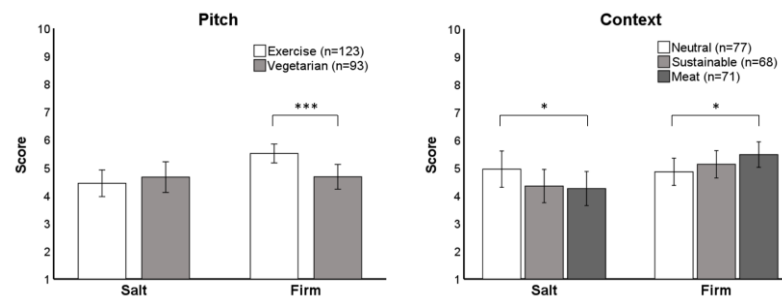 Pitch
Score
10
9
8
7
6
5
4
3
2
1
Exercise (n=123)
Vegetarian (n=93)
***
Salt
Firm
Context
Score
10
9
8
7
6
5
4
3
2
1
Neutral (n=77)
Sustainable (n=68)
Meat (n=71)
*
*
Salt
Firm